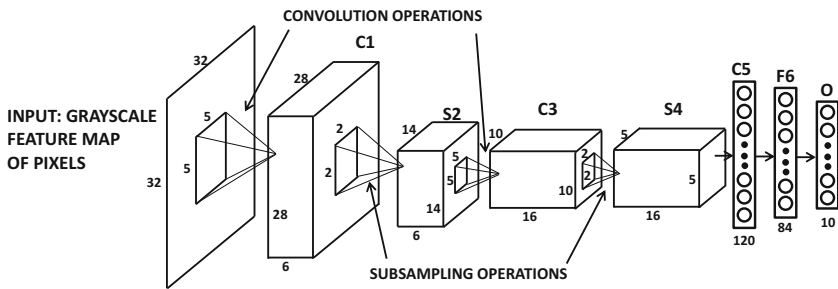 CONVOLUTION OPERATIONS
32
C1
28
5
INPUT: GRAYSCALE
FEATURE MAP
OF PIXELS
5
32
28
6
2
2
S2
14
14
6
5
5
C3
10
10
16
2
2
S4
5
5
16
C5
120
F6
84
O
10
SUBSAMPLING OPERATIONS